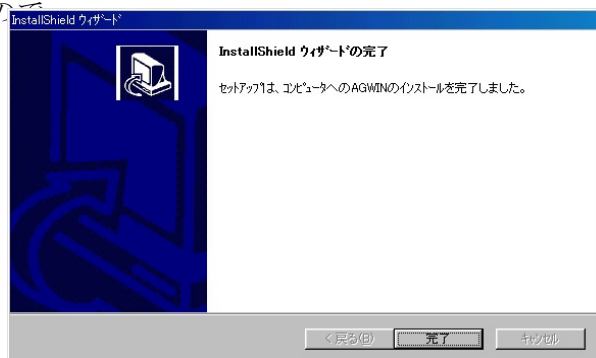 ので
InstallShield ウィザード
InstallShield ウィザードの完了
セットアップは、コンピュータへのAGWINのインストールを完了しました。
< 戻る(B)
完了
キャンセル